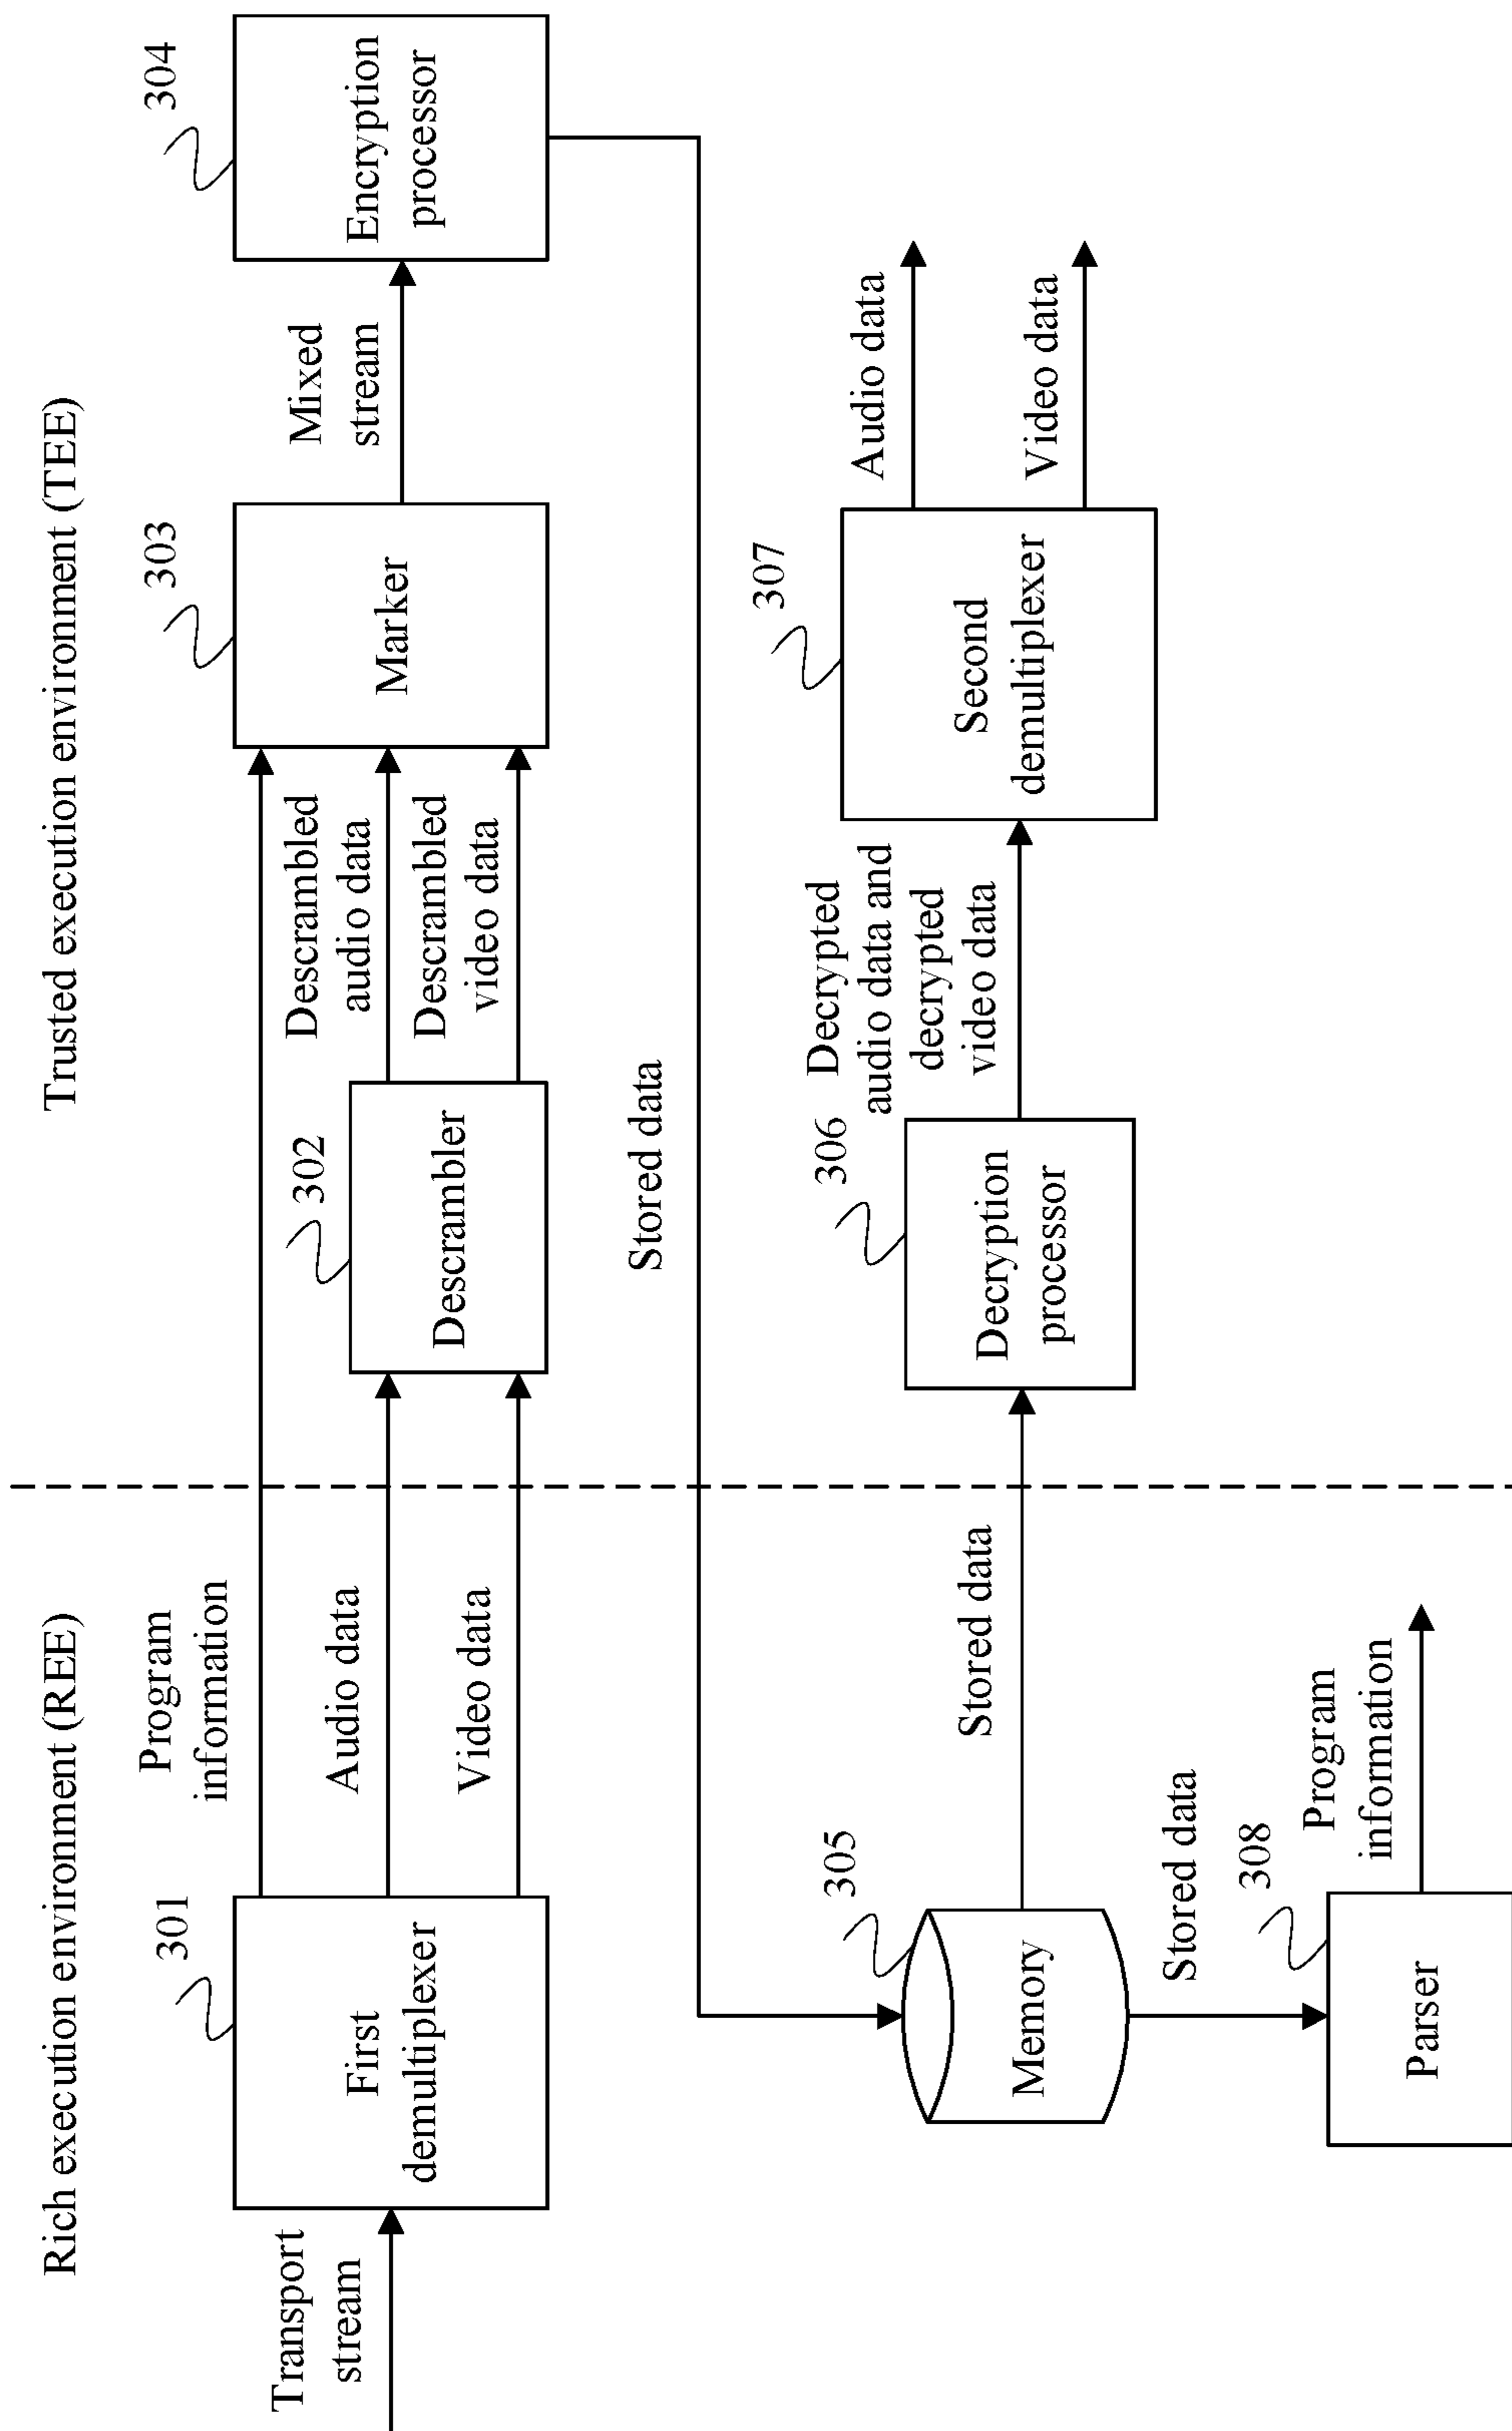 Rich execution environment (REE)
Trusted execution environment (TEE)
Transport
stream
301
First
demultiplexer
Program
information
Audio data
Video data
302
Descrambler
Descrambled
audio data
Descrambled
video data
303
Marker
Mixed
stream
304
Encryption
processor
Stored data
305
Memory
Stored data
306
Decryption
processor
Decrypted
audio data and
decrypted
video data
307
Second
demultiplexer
Audio data
Video data
Stored data
308
Parser
Program
information